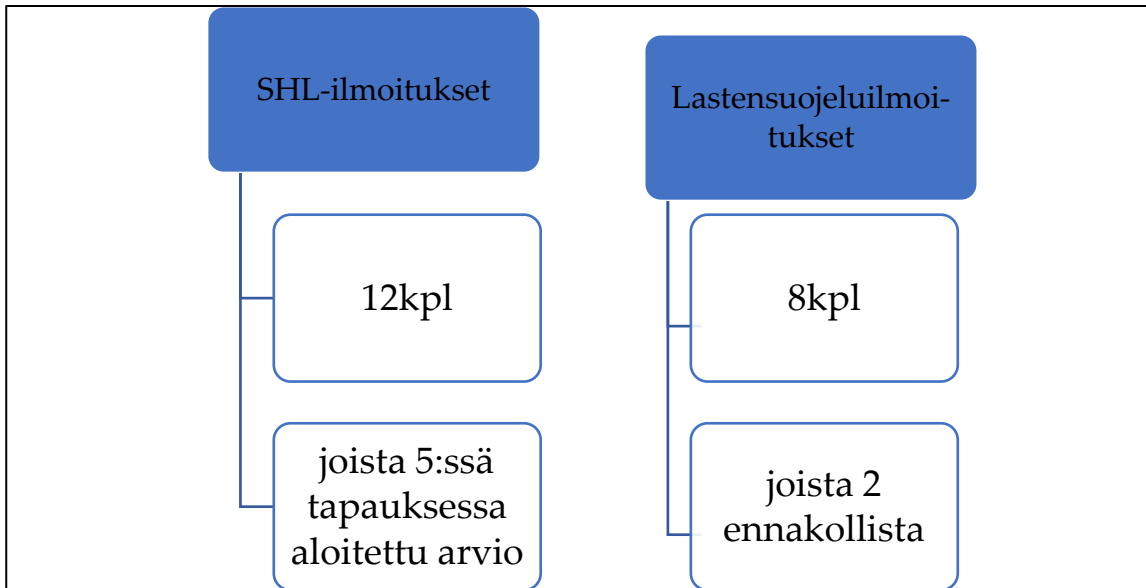 SHL-ilmoitukset
12kpl
joista 5:ssä
tapauksessa
aloitettu arvio
Lastensuojeluilmoi-
tukset
8kpl
joista 2
ennakollista